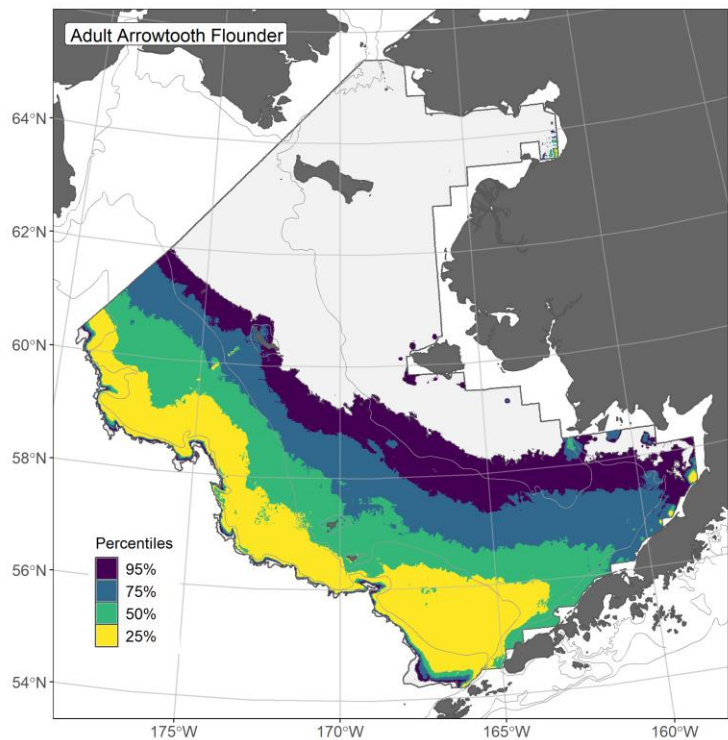 Adult Arrowtooth Flounder
64°N
62°N
60°N
58°N
56°N
54°N
Percentiles
95%
75%
50%
25%
175°W
170°W
165°W
160°W